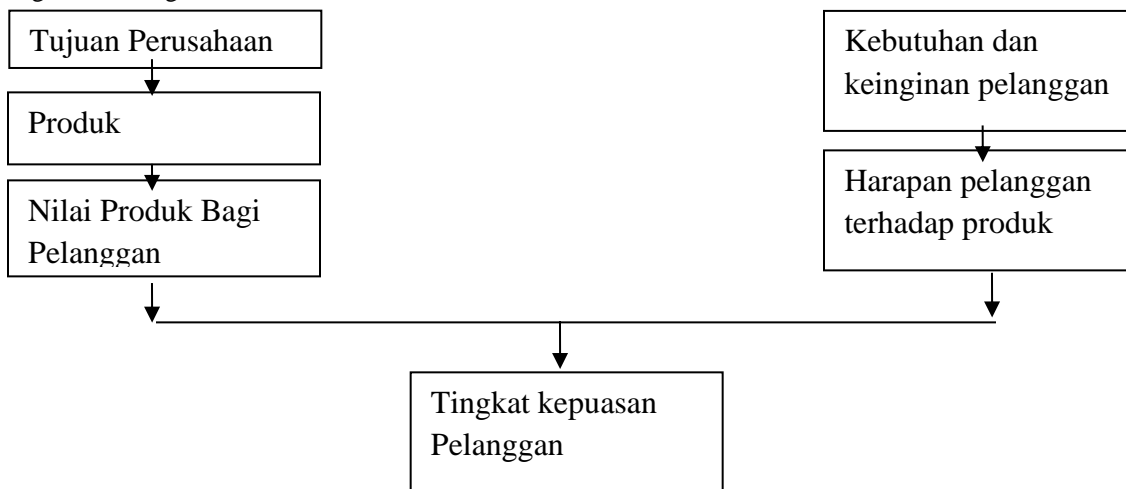 Tujuan Perusahaan
Produk
Nilai Produk Bagi
Pelanggan
Kebutuhan dan
keinginan pelanggan
Harapan pelanggan
terhadap produk
Tingkat kepuasan
Pelanggan